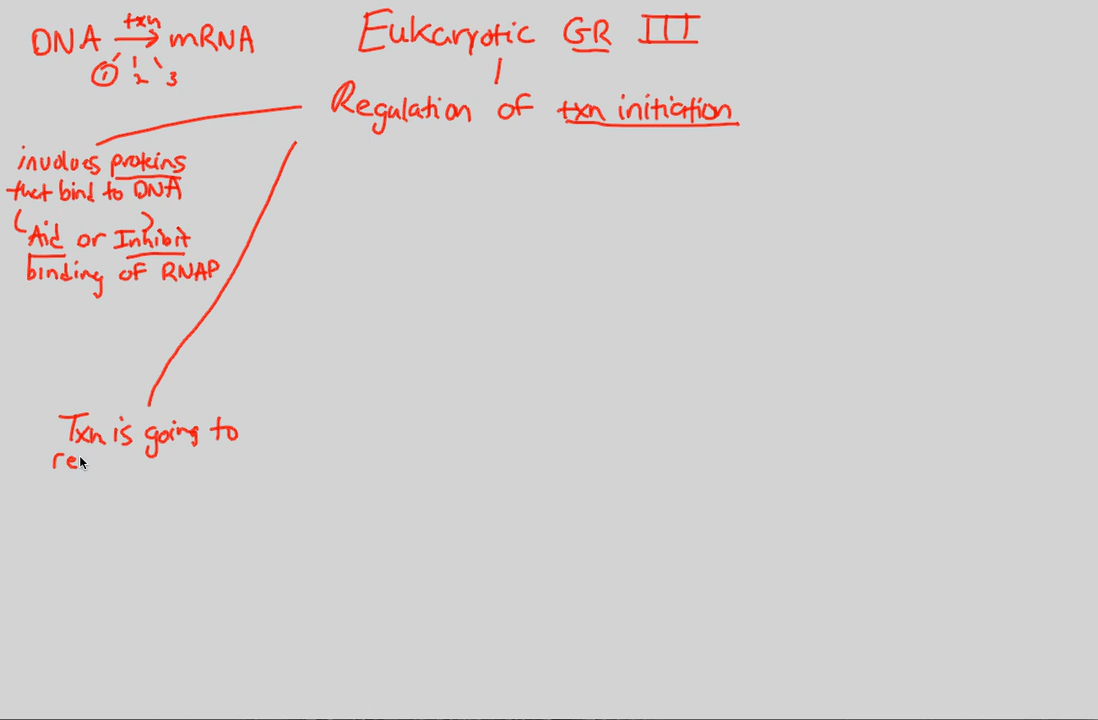 DNA txn → mRNA
① 2 3
Eukaryotic GR III
Regulation of txn initiation
involves proteins
that bind to DNA
Aid or Inhibit
binding of RNAP
Txn is going to
re